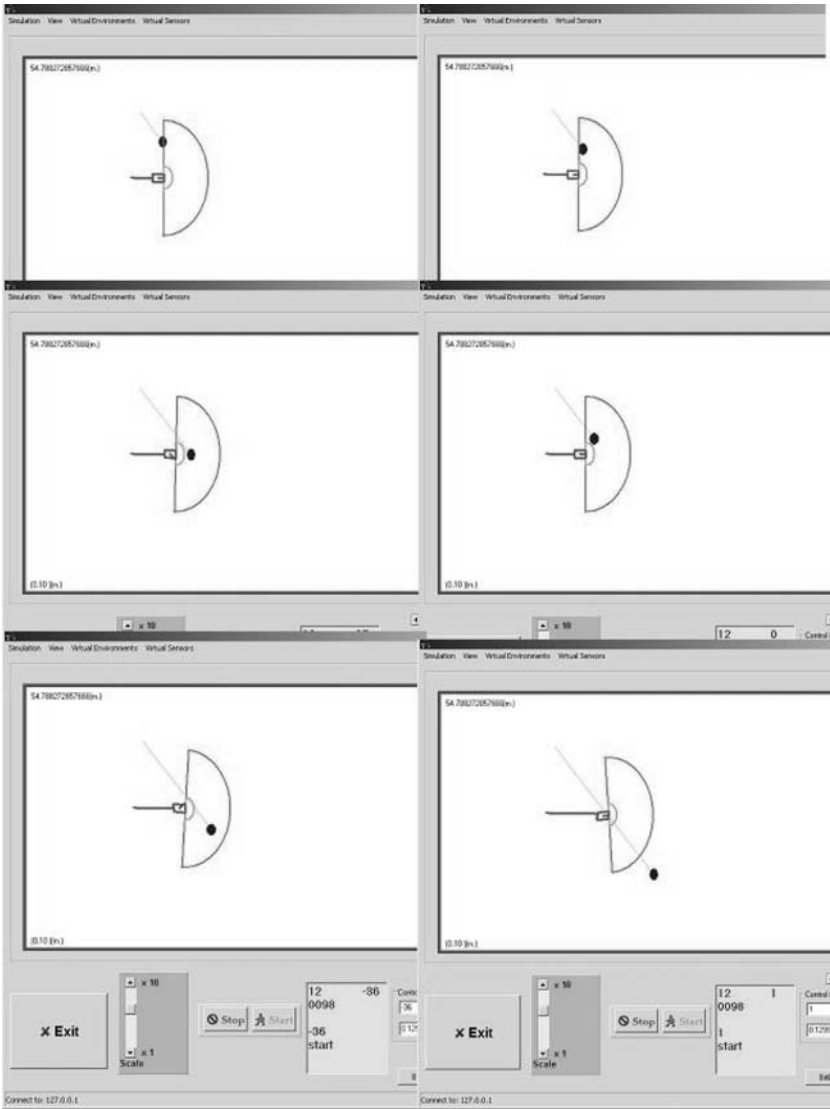 Simulation View Virtual Environments Virtual Sensors
54.788272857666(m.)
Simulation View Virtual Environments Virtual Sensors
54.788272857666(m.)
Simulation View Virtual Environments Virtual Sensors
54.788272857666(m.)
(0.10 )(m.)
x 10
Simulation View Virtual Environments Virtual Sensors
54.788272857666(m.)
(0.10 )(m.)
x 10
12 0
Control
Simulation View Virtual Environments Virtual Sensors
54.788272857666(m.)
(0.10 )(m.)
x 10
x 1
Scale
Exit
Stop
Start
12 -36
0098
-36
start
-36
Connect to: 127.0.0.1
Simulation View Virtual Environments Virtual Sensors
54.788272857666(m.)
(0.10 )(m.)
x 10
x 1
Scale
Exit
Stop
Start
12 1
0098
1
start
Control
1
Connect to: 127.0.0.1